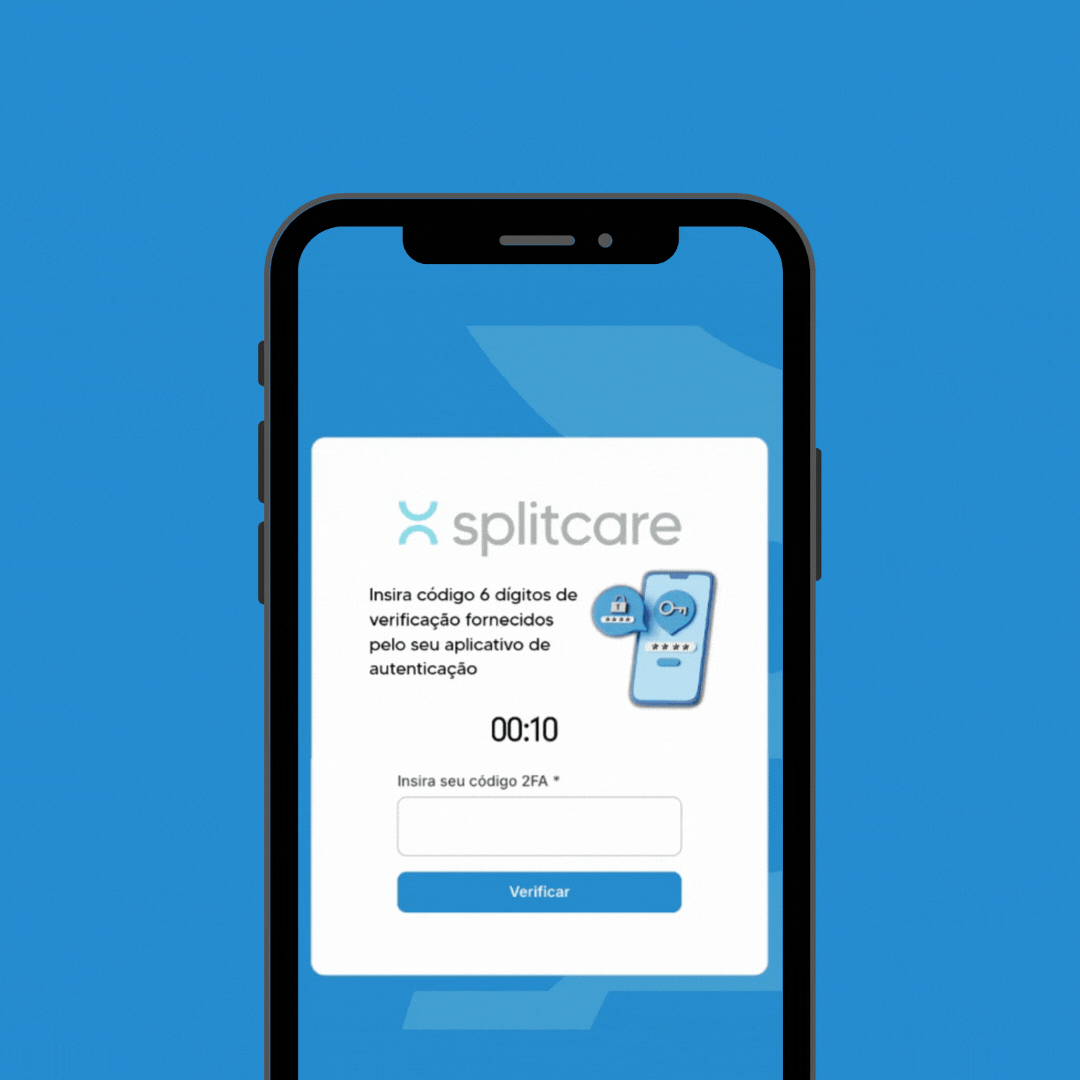 splitcare
Insira código 6 dígitos de
verificação fornecidos
pelo seu aplicativo de
autenticação
****
****
00:10
Insira seu código 2FA *
Verificar